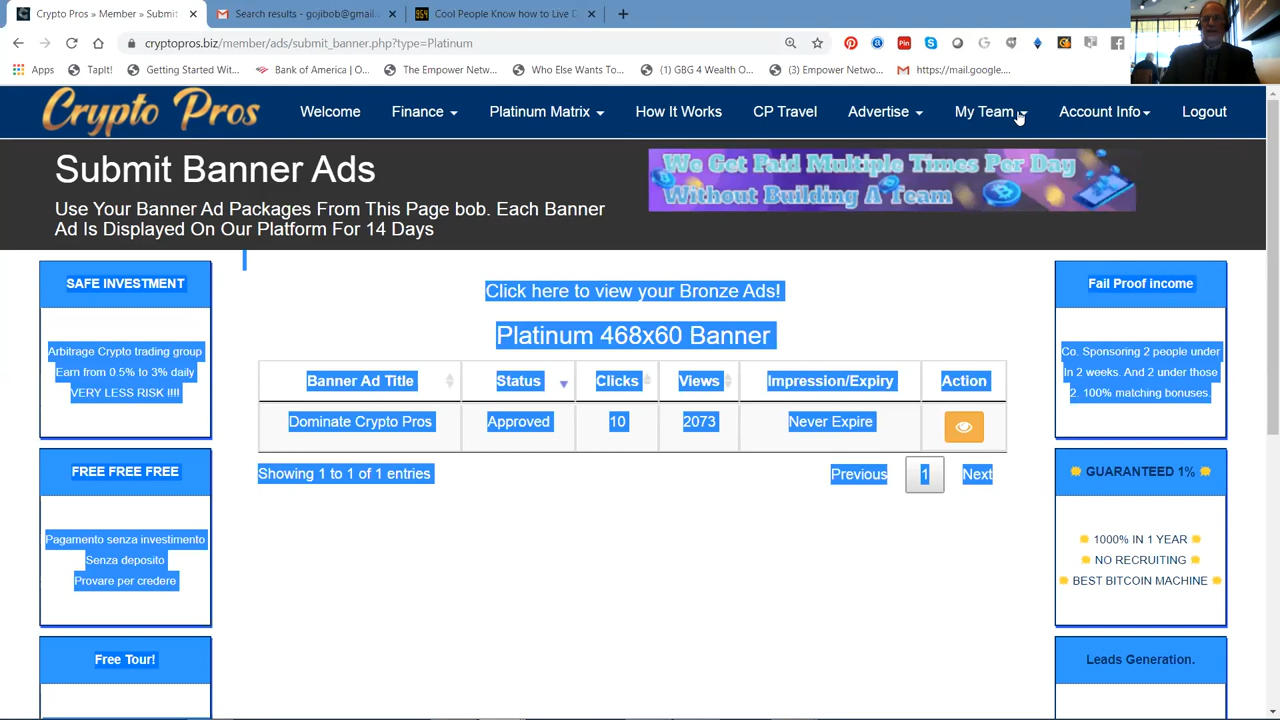 Crypto Pros » Member » Submit
Search results - gojibob@gmail.
Cool People Know how to Live D
cryptopros.biz/member/ads/submit_banner.php?type=Platinum
Apps
TapIt!
Getting Started Wit...
Bank of America | O...
The Empower Netw...
Who Else Wants To...
(1) GBG 4 Wealth O...
(3) Empower Netwo...
https://mail.google....
Crypto Pros
Welcome
Finance
Platinum Matrix
How It Works
CP Travel
Advertise
My Team
Account Info
Logout
Submit Banner Ads
Use Your Banner Ad Packages From This Page bob. Each Banner
Ad Is Displayed On Our Platform For 14 Days
We Get Paid Multiple Times Per Day
Without Building A Team
SAFE INVESTMENT
Arbitrage Crypto trading group
Earn from 0.5% to 3% daily
VERY LESS RISK !!!!
FREE FREE FREE
Pagamento senza investimento
Senza deposito
Provare per credere
Free Tour!
Click here to view your Bronze Ads!
Platinum 468x60 Banner
Banner Ad Title
Status
Clicks
Views
Impression/Expiry
Action
Dominate Crypto Pros
Approved
10
2073
Never Expire
Showing 1 to 1 of 1 entries
Previous
1
Next
Fail Proof income
Co. Sponsoring 2 people under
In 2 weeks. And 2 under those
2. 100% matching bonuses.
GUARANTEED 1%
1000% IN 1 YEAR
NO RECRUITING
BEST BITCOIN MACHINE
Leads Generation.